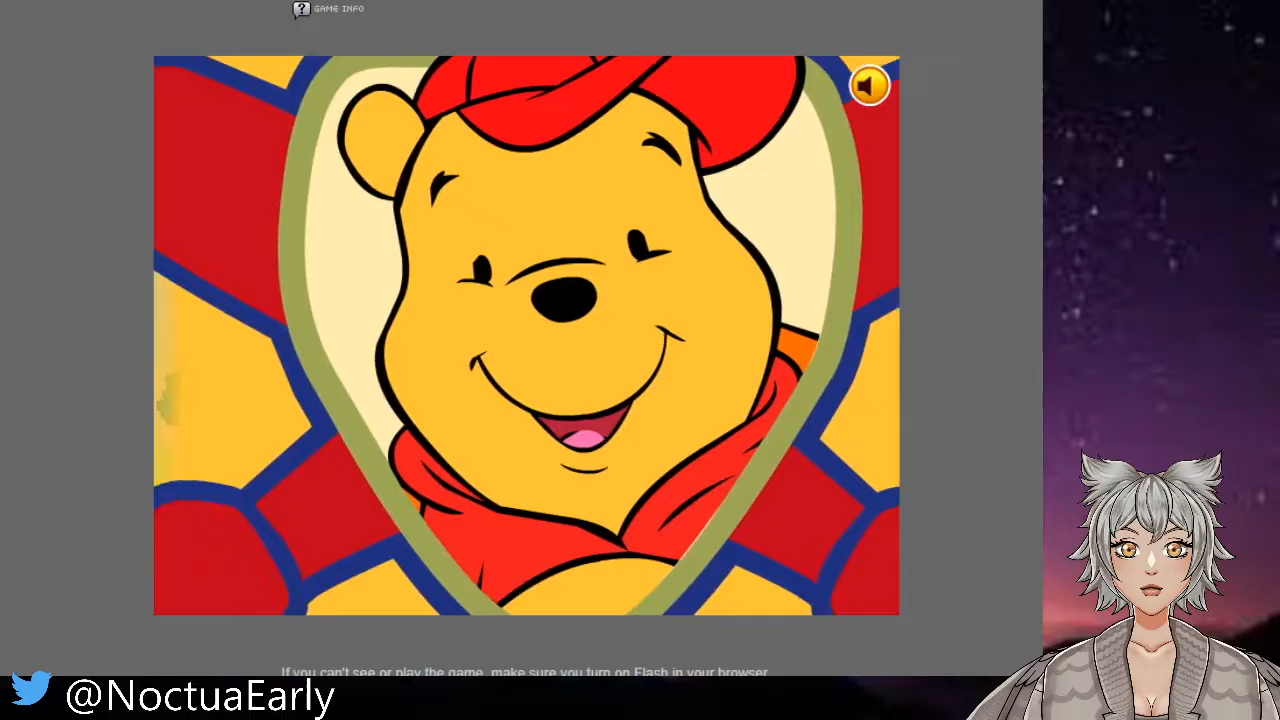 GAME INFO
If you can't see or play the game, make sure you turn on Flash in your browser
@NoctuaEarly